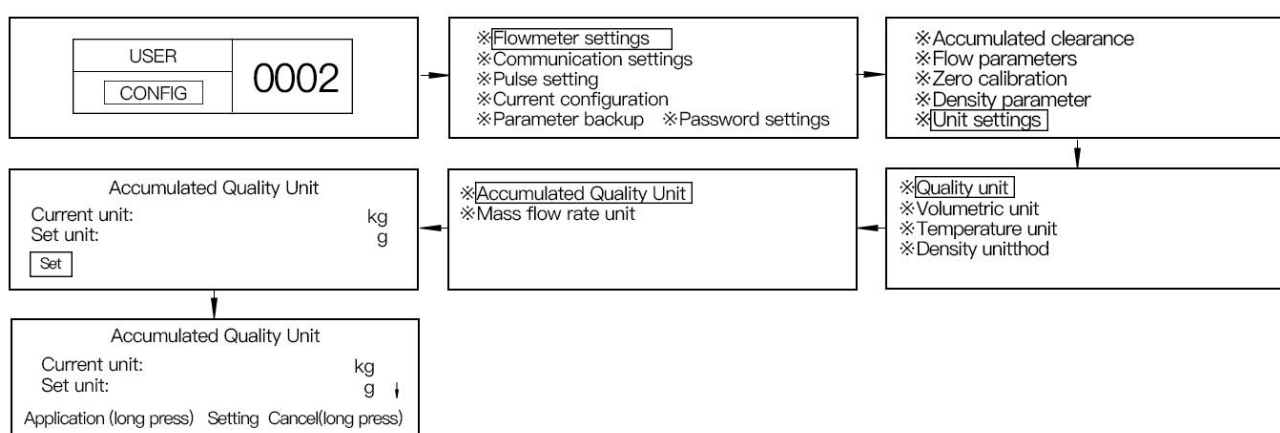 USER
CONFIG
0002
※Flowmeter settings
※Communication settings
※Pulse setting
※Current configuration
※Parameter backup ※Password settings
※Accumulated clearance
※Flow parameters
※Zero calibration
※Density parameter
※Unit settings
※Quality unit
※Volumetric unit
※Temperature unit
※Density unitthod
※Accumulated Quality Unit
※Mass flow rate unit
Accumulated Quality Unit
Current unit: kg
Set unit: g
Set
Accumulated Quality Unit
Current unit: kg
Set unit: g
Application (long press) Setting Cancel(long press)